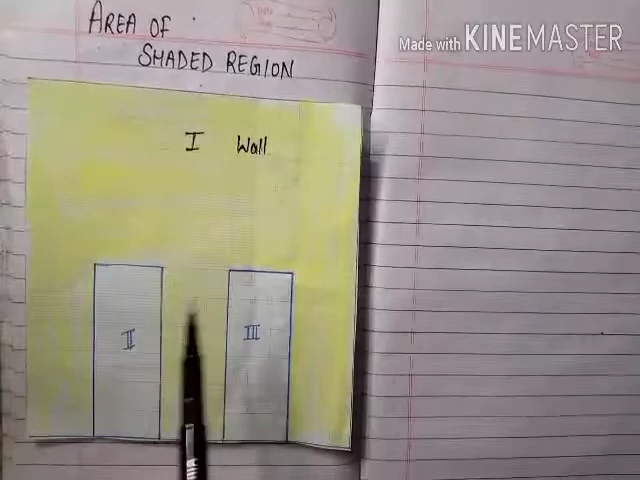 AREA OF
SHADED REGION
Made with KINEMASTER
I Wall
II
III